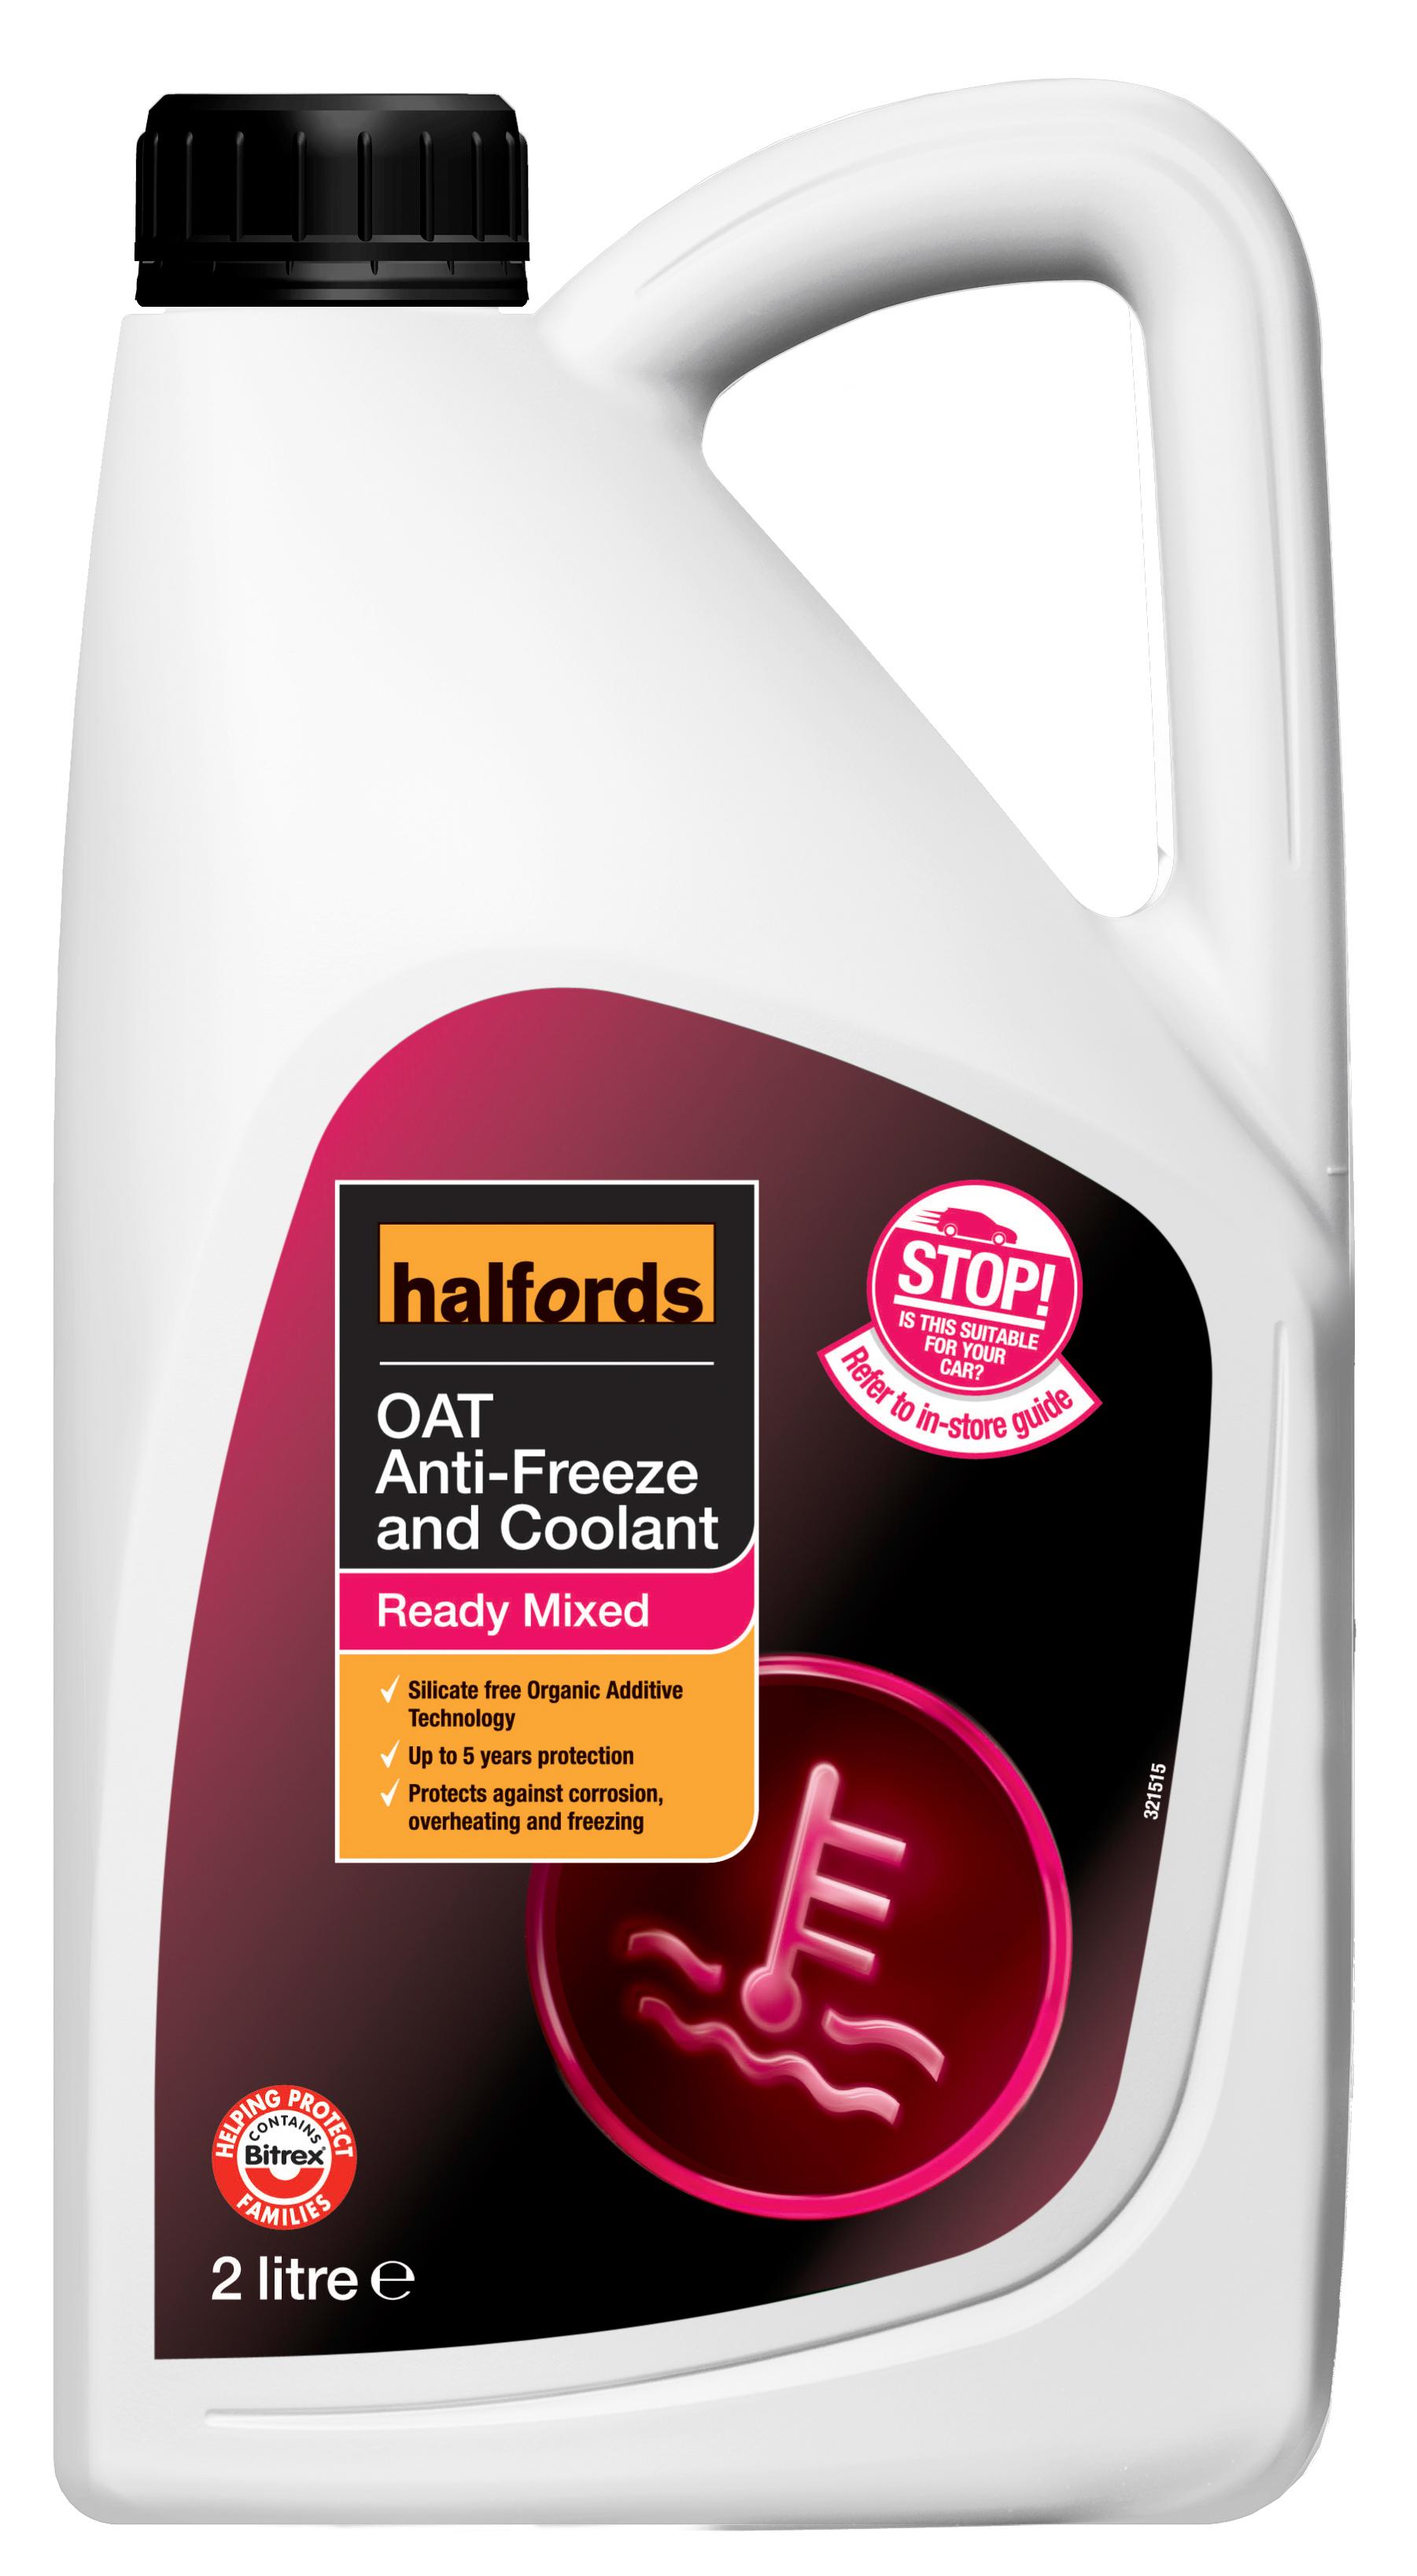 halfords
OAT
Anti-Freeze
and Coolant
Ready Mixed
Silicate free Organic Additive
Technology
Up to 5 years protection
Protects against corrosion,
overheating and freezing
STOP!
IS THIS SUITABLE
FOR YOUR
CAR?
Refer to in-store guide
321515
HELPING PROTECT
CONTAINS
Bitrex®
FAMILIES
2 litre ℮